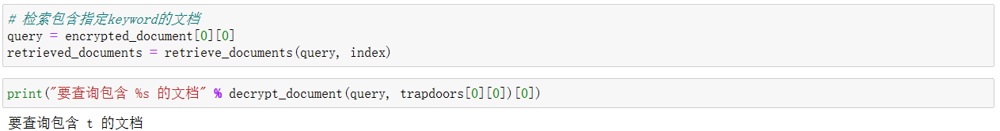 # 检索包含指定keyword的文档
query = encrypted_document[0][0]
retrieved_documents = retrieve_documents(query, index)
print("要查询包含 %s 的文档" % decrypt_document(query, trapdoors[0][0])[0])
要查询包含 t 的文档